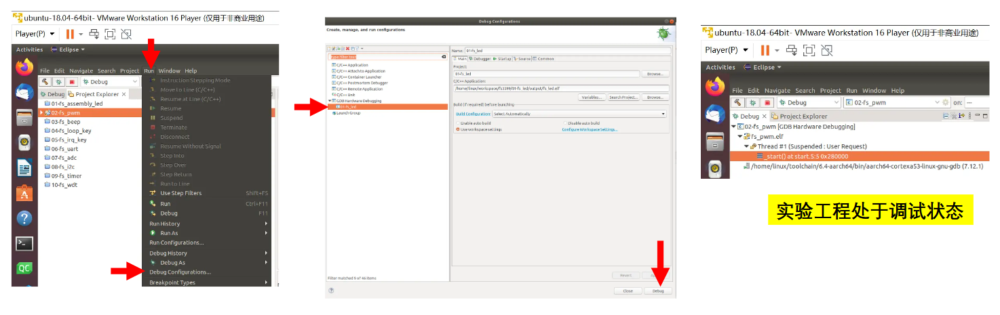 ubuntu-18.04-64bit- VMware Workstation 16 Player (仅用于非商业用途)
Player(P)
Activities Eclipse
File Edit Navigate Search Project Run Window Help
Debug
Debug Project Explorer
01-fs_assembly_led
02-fs_pwm
03-fs_beep
04-fs_loop_key
05-fs_irq_key
06-fs_uart
07-fs_adc
08-fs_i2c
09-fs_timer
10-fs_wdt
Instruction Stepping Mode
Move to Line (C/C++)
Resume at Line (C/C++)
Resume
Suspend
Terminate
Disconnect
Resume Without Signal
Step Into
Step Over
Step Return
Run to Line
Use Step Filters Shift+F5
Run Ctrl+F11
Debug F11
Run History
Run As
Run Configurations...
Debug History
Debug As
Debug Configurations...
Breakpoint Types
Debug Configurations
Create, manage, and run configurations
type filter text
C/C++ Application
C/C++ Attach to Application
C/C++ Container Launcher
C/C++ Postmortem Debugger
C/C++ Remote Application
C/C++ Unit
GDB Hardware Debugging
01-fs_led
Launch Group
Filter matched 9 of 46 items
Name: 01-fs_led
Main Debugger Startup Source Common
Project:
01-fs_led Browse...
C/C++ Application:
/home/linux/workspace/fs3399/01-fs_led/output/fs_led.elf
Variables... Search Project... Browse...
Build (if required) before launching
Build Configuration: Select Automatically
Enable auto build Disable auto build
Use workspace settings Configure Workspace Settings...
Revert
Close Debug
ubuntu-18.04-64bit- VMware Workstation 16 Player (仅用于非商业用途)
Player(P)
Activities Eclipse
File Edit Navigate Search Project Run Window Help
Debug 02-fs_pwm on: —
Debug Project Explorer
02-fs_pwm [GDB Hardware Debugging]
fs_pwm.elf
Thread #1 (Suspended : User Request)
_start() at start.S:5 0x280000
/home/linux/toolchain/6.4-aarch64/bin/aarch64-cortexa53-linux-gnu-gdb (7.12.1)
实验工程处于调试状态